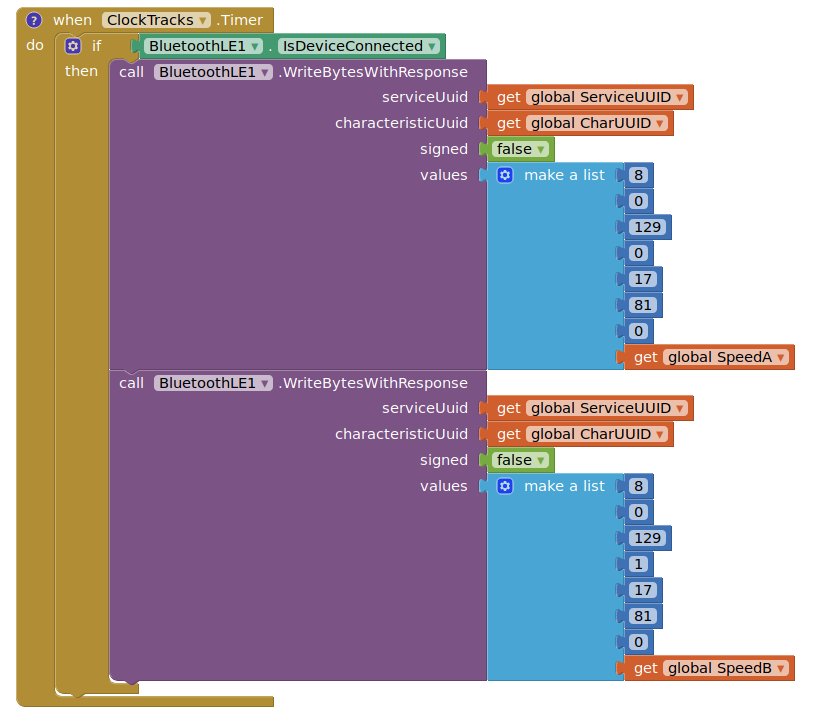 ? when ClockTracks .Timer
do if BluetoothLE1 . IsDeviceConnected
then call BluetoothLE1 .WriteBytesWithResponse
serviceUuid get global ServiceUUID
characteristicUuid get global CharUUID
signed false
values make a list 8
0
129
0
17
81
0
get global SpeedA
call BluetoothLE1 .WriteBytesWithResponse
serviceUuid get global ServiceUUID
characteristicUuid get global CharUUID
signed false
values make a list 8
0
129
1
17
81
0
get global SpeedB